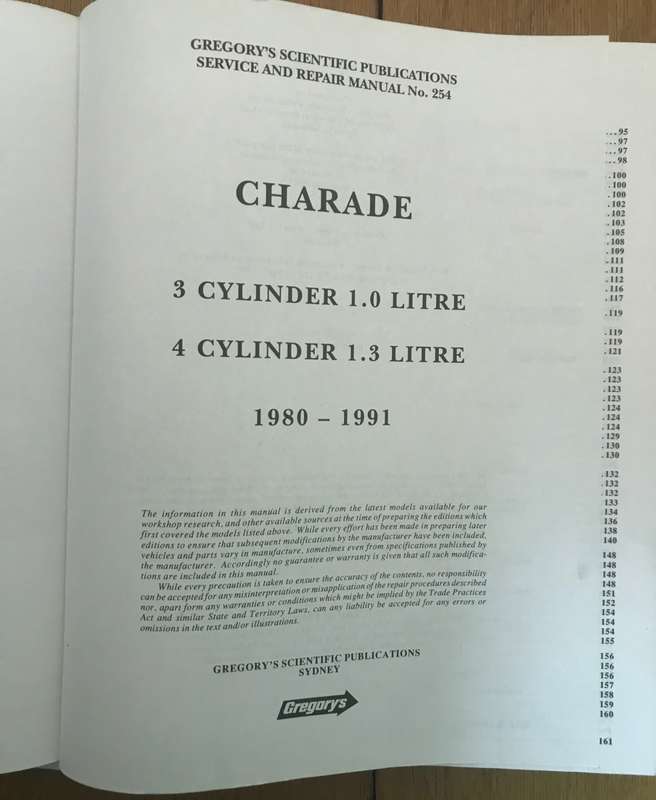 GREGORY'S SCIENTIFIC PUBLICATIONS
SERVICE AND REPAIR MANUAL No. 254
CHARADE
3 CYLINDER 1.0 LITRE
4 CYLINDER 1.3 LITRE
1980 – 1991
The information in this manual is derived from the latest models available for our
workshop research, and other available sources at the time of preparing the editions which
first covered the models listed above. While every effort has been made in preparing later
editions to ensure that subsequent modifications by the manufacturer have been included,
vehicles and parts vary in manufacture, sometimes even from specifications published by
the manufacturer. Accordingly no guarantee or warranty is given that all such modifica-
tions are included in this manual.
While every precaution is taken to ensure the accuracy of the contents, no responsibility
can be accepted for any misinterpretation or misapplication of the repair procedures described
nor, apart form any warranties or conditions which might be implied by the Trade Practices
Act and similar State and Territory Laws, can any liability be accepted for any errors or
omissions in the text and/or illustrations.
GREGORY'S SCIENTIFIC PUBLICATIONS
SYDNEY
Gregory's
...95
...97
...97
...98
.100
.100
.100
.102
.102
.103
.105
.108
.109
.111
.111
.112
.116
.117
.119
.119
.119
.121
.123
.123
.123
.123
.124
.124
.124
.129
.130
.130
.132
.132
.132
133
134
136
138
140
148
148
148
148
151
152
154
154
154
155
156
156
156
157
158
159
160
161